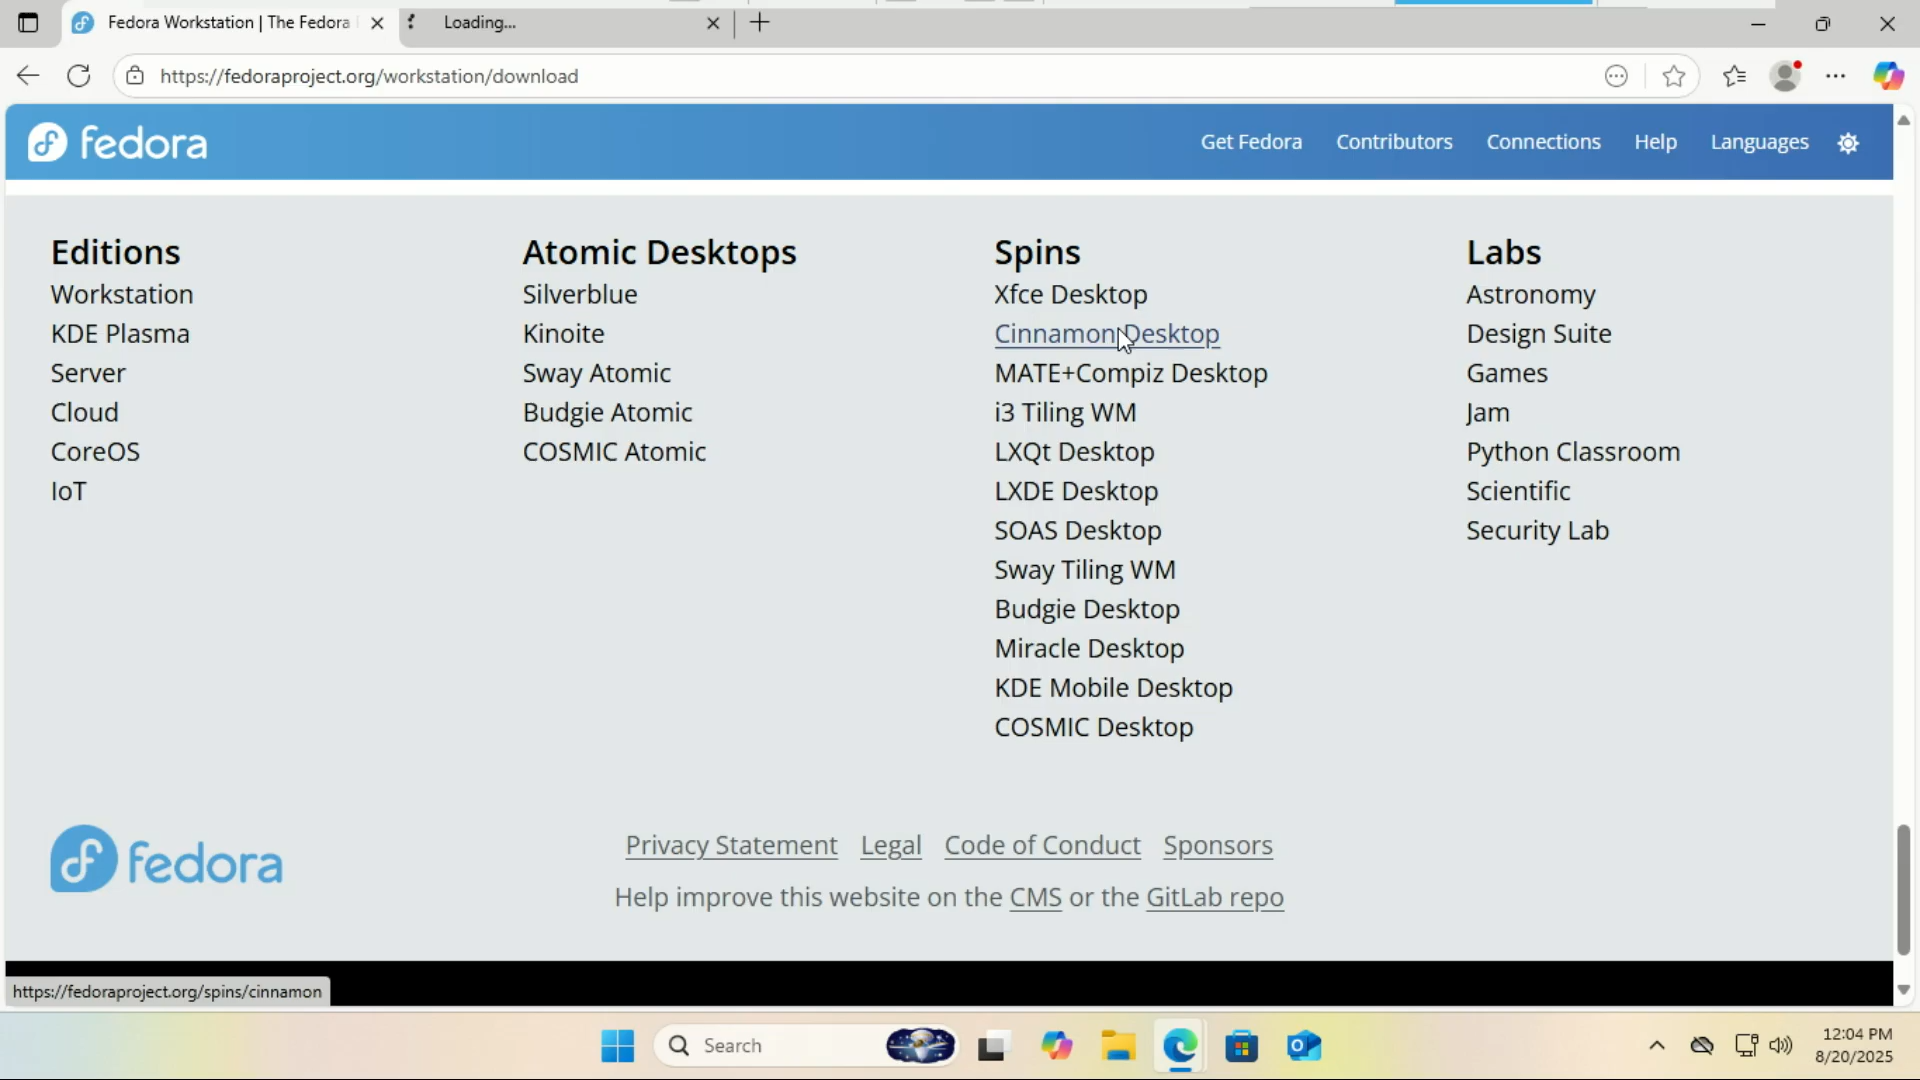 Fedora Workstation | The Fedora
Loading...
https://fedoraproject.org/workstation/download
fedora
Get Fedora
Contributors
Connections
Help
Languages
Editions
Workstation
KDE Plasma
Server
Cloud
CoreOS
IoT
Atomic Desktops
Silverblue
Kinoite
Sway Atomic
Budgie Atomic
COSMIC Atomic
Spins
Xfce Desktop
Cinnamon Desktop
MATE+Compiz Desktop
i3 Tiling WM
LXQt Desktop
LXDE Desktop
SOAS Desktop
Sway Tiling WM
Budgie Desktop
Miracle Desktop
KDE Mobile Desktop
COSMIC Desktop
Labs
Astronomy
Design Suite
Games
Jam
Python Classroom
Scientific
Security Lab
fedora
Privacy Statement Legal Code of Conduct Sponsors
Help improve this website on the CMS or the GitLab repo
https://fedoraproject.org/spins/cinnamon
Search
12:04 PM
8/20/2025